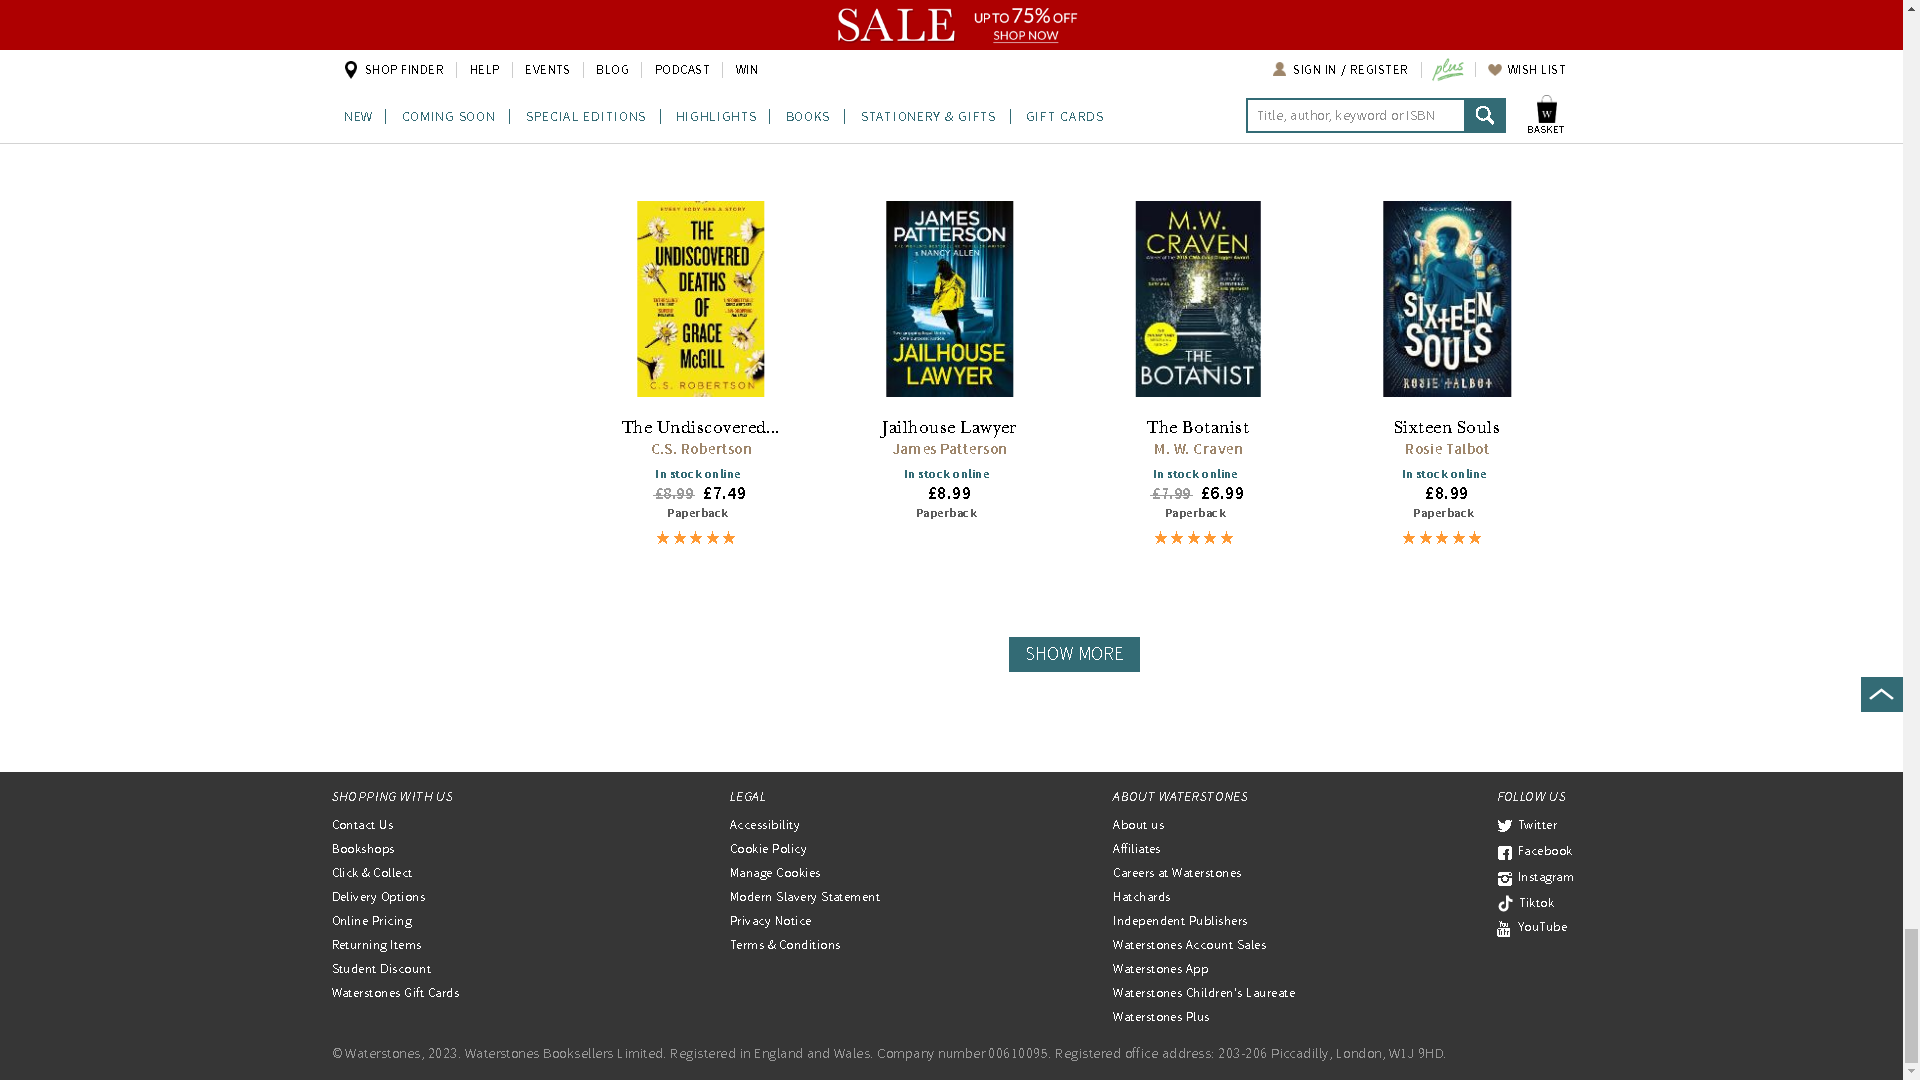 SALE UP TO 75% OFF
SHOP NOW
SHOP FINDER HELP EVENTS BLOG PODCAST WIN SIGN IN / REGISTER plus WISH LIST
NEW COMING SOON SPECIAL EDITIONS HIGHLIGHTS BOOKS STATIONERY & GIFTS GIFT CARDS Title, author, keyword or ISBN W
BASKET
EVERY BODY HAS A STORY
THE
UNDISCOVERED
DEATHS
OF
GRACE
McGILL
C.S. ROBERTSON
JAMES
PATTERSON
& NANCY ALLEN
JAILHOUSE
LAWYER
M.W.
CRAVEN
THE
BOTANIST
SIXTEEN
SOULS
ROSIE TALBOT
The Undiscovered... Jailhouse Lawyer The Botanist Sixteen Souls
C.S. Robertson James Patterson M. W. Craven Rosie Talbot
In stock online In stock online In stock online In stock online
£8.99 £7.49 £8.99 £7.99 £6.99 £8.99
Paperback Paperback Paperback Paperback
SHOW MORE
SHOPPING WITH US
Contact Us
Bookshops
Click & Collect
Delivery Options
Online Pricing
Returning Items
Student Discount
Waterstones Gift Cards
LEGAL
Accessibility
Cookie Policy
Manage Cookies
Modern Slavery Statement
Privacy Notice
Terms & Conditions
ABOUT WATERSTONES
About us
Affiliates
Careers at Waterstones
Hatchards
Independent Publishers
Waterstones Account Sales
Waterstones App
Waterstones Children's Laureate
Waterstones Plus
FOLLOW US
Twitter
Facebook
Instagram
Tiktok
YouTube
© Waterstones, 2023. Waterstones Booksellers Limited. Registered in England and Wales. Company number 00610095. Registered office address: 203-206 Piccadilly, London, W1J 9HD.